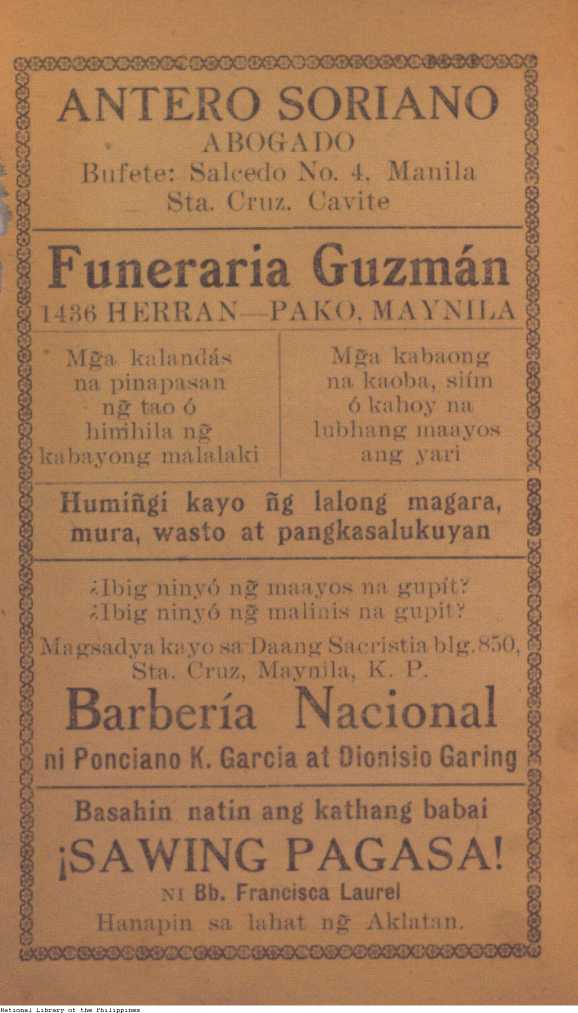 ANTERO SORIANO
ABOGADO
Bufete: Salcedo No. 4, Manila
Sta. Cruz. Cavite
Funeraria Guzmán
1436 HERRAN—PAKO, MAYNILA
Mg̃a kalandás
na pinapasan
ng̃ tao ó
hinihila ng̃
kabayong malalaki
Mg̃a kabaong
na kaoba, siím
ó kahoy na
lubhang maayos
ang yari
Humiñgi kayo ñg lalong magara,
mura, wasto at pangkasalukuyan
¿Ibig ninyó ng̃ maayos na gupit?
¿Ibig ninyó ng̃ malinis na gupit?
Magsadya kayo sa Daang Sacristia blg. 850,
Sta. Cruz, Maynila, K. P.
Barbería Nacional
ni Ponciano K. Garcia at Dionisio Garing
Basahin natin ang kathang babai
¡SAWING PAGASA!
NI Bb. Francisca Laurel
Hanapin sa lahat ng̃ Aklatan.
National Library of the Philippines